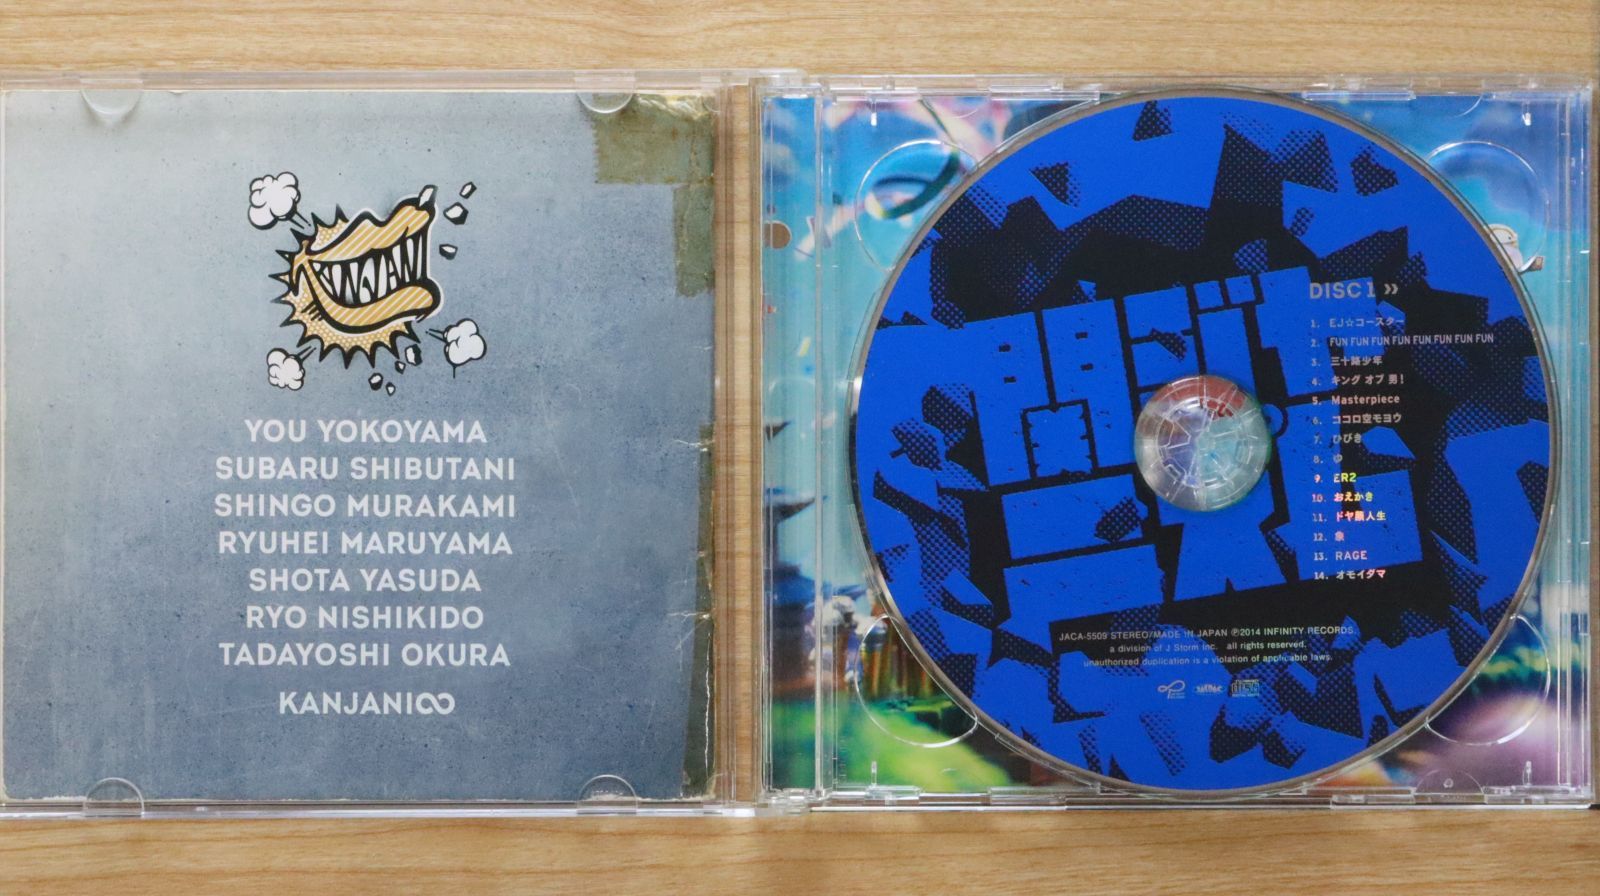 KANJANI
YOU YOKOYAMA
SUBARU SHIBUTANI
SHINGO MURAKAMI
RYUHEI MARUYAMA
SHOTA YASUDA
RYO NISHIKIDO
TADAYOSHI OKURA
KANJANI∞
DISC 1 »
1. EJ☆コースター
2. FUN FUN FUN FUN FUN FUN FUN FUN
3. 三十路少年
4. キング オブ 男!
5. Masterpiece
6. ココロ空モヨウ
7. ひびき
8. ゆ
9. ER2
10. おえかき
11. ドヤ顔人生
12. 象
13. RAGE
14. オモイダマ
JACA-5509 STEREO/MADE IN JAPAN ℗2014 INFINITY RECORDS.
a division of J Storm Inc. all rights reserved.
unauthorized duplication is a violation of applicable laws.